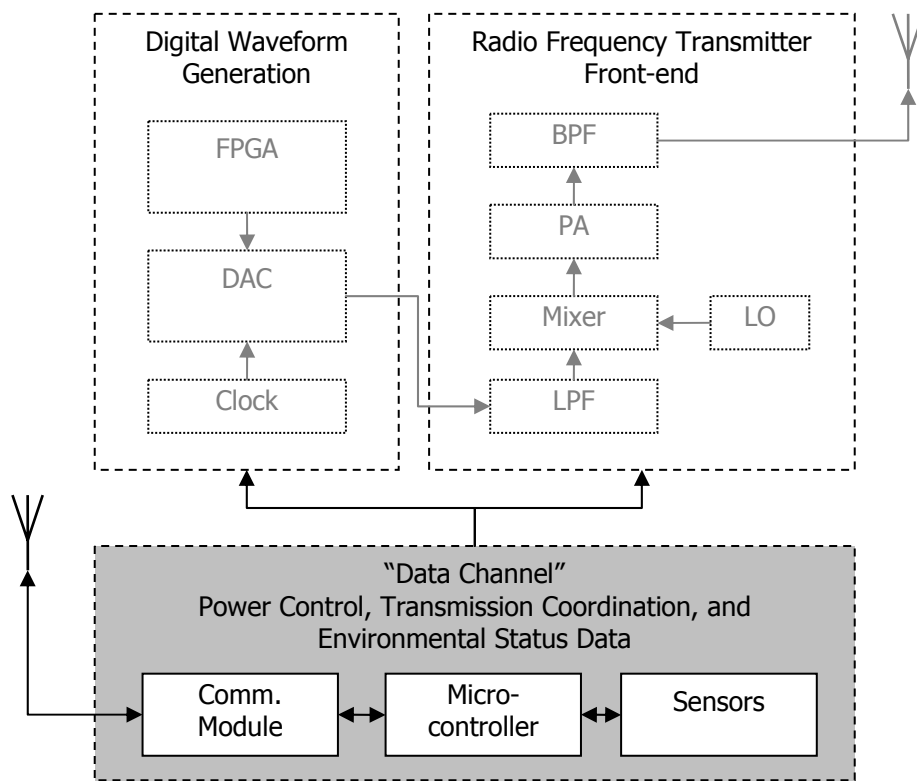 Digital Waveform
Generation
FPGA
DAC
Clock
Radio Frequency Transmitter
Front-end
BPF
PA
Mixer
LO
LPF
“Data Channel”
Power Control, Transmission Coordination, and
Environmental Status Data
Comm.
Module
Micro-
controller
Sensors